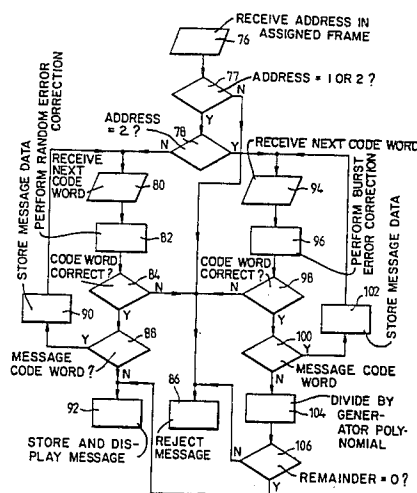 RECEIVE ADDRESS IN
ASSIGNED FRAME
76
77
N
ADDRESS = 1 OR 2 ?
Y
ADDRESS
= 2 ?
78
N
Y
RECEIVE
NEXT
CODE
WORD
80
RECEIVE NEXT CODE WORD
94
STORE MESSAGE DATA
PERFORM RANDOM ERROR
CORRECTION
82
96
PERFORM BURST
ERROR CORRECTION
CODE WORD
CORRECT ?
84
N
Y
CODE WORD
CORRECT ?
98
N
Y
90
102
STORE MESSAGE DATA
88
Y
N
MESSAGE
CODE WORD ?
100
Y
N
MESSAGE CODE
WORD
92
STORE AND DIS-
PLAY MESSAGE
86
REJECT
MESSAGE
104
DIVIDE BY
GENER-
ATOR POLY-
NOMIAL
106
N
Y
REMAINDER = 0 ?